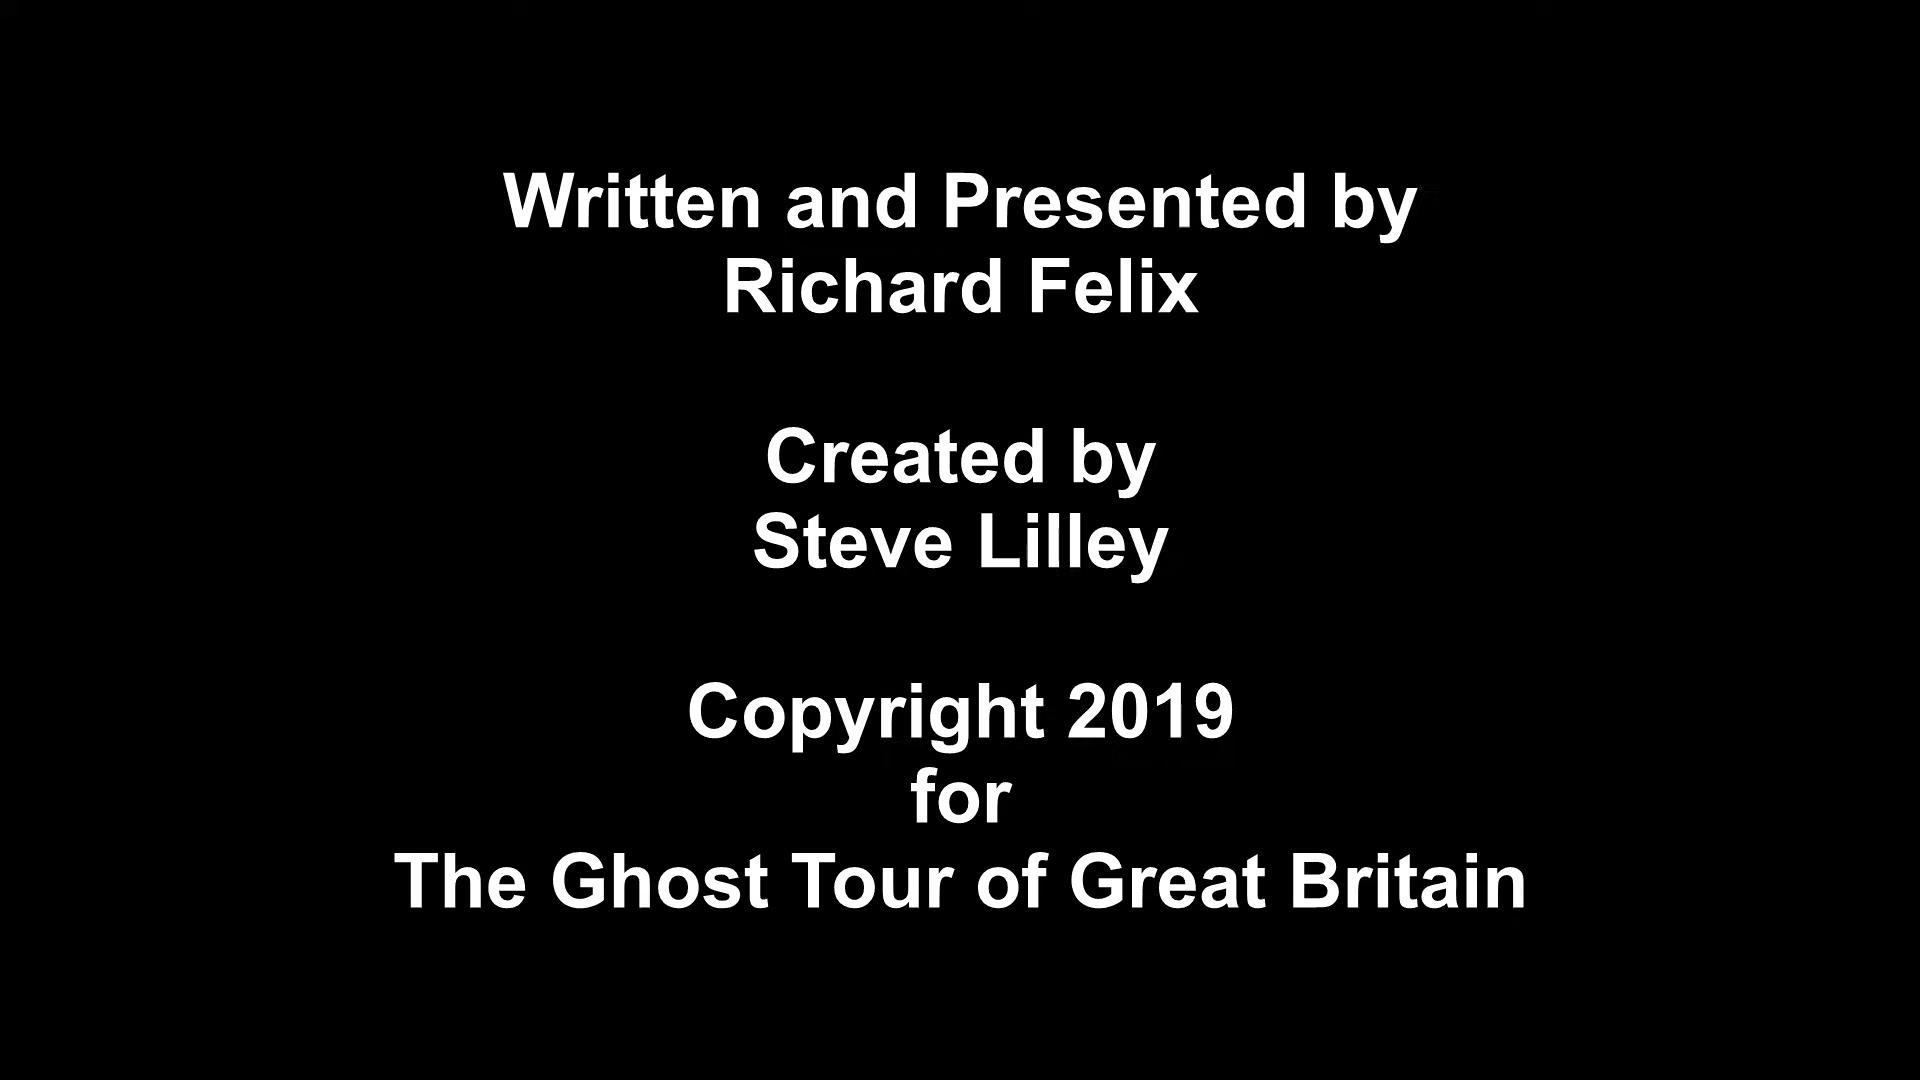 Written and Presented by
Richard Felix
Created by
Steve Lilley
Copyright 2019
for
The Ghost Tour of Great Britain